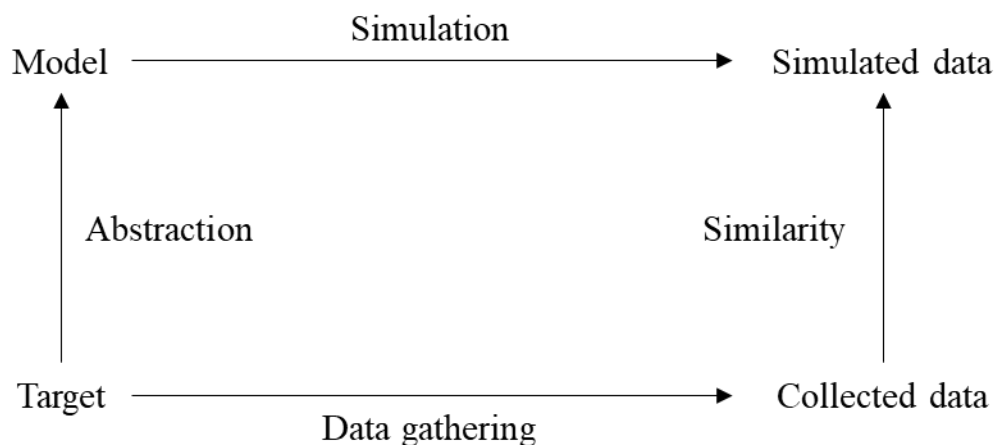 Simulation
Model
Simulated data
Abstraction
Similarity
Target
Collected data
Data gathering